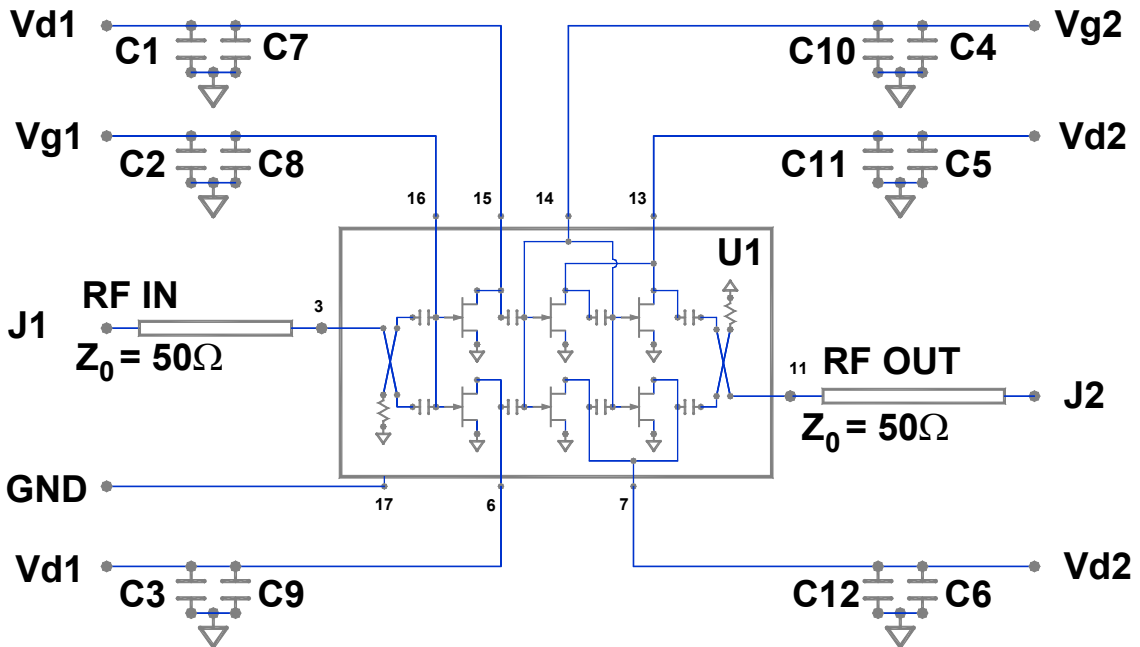 Vd1
C1
C7
C10
C4
Vg2
Vg1
C2
C8
C11
C5
Vd2
16
15
14
13
U1
RF IN
3
J1
Z0 = 50Ω
11
RF OUT
J2
Z0 = 50Ω
GND
17
6
7
Vd1
C3
C9
C12
C6
Vd2